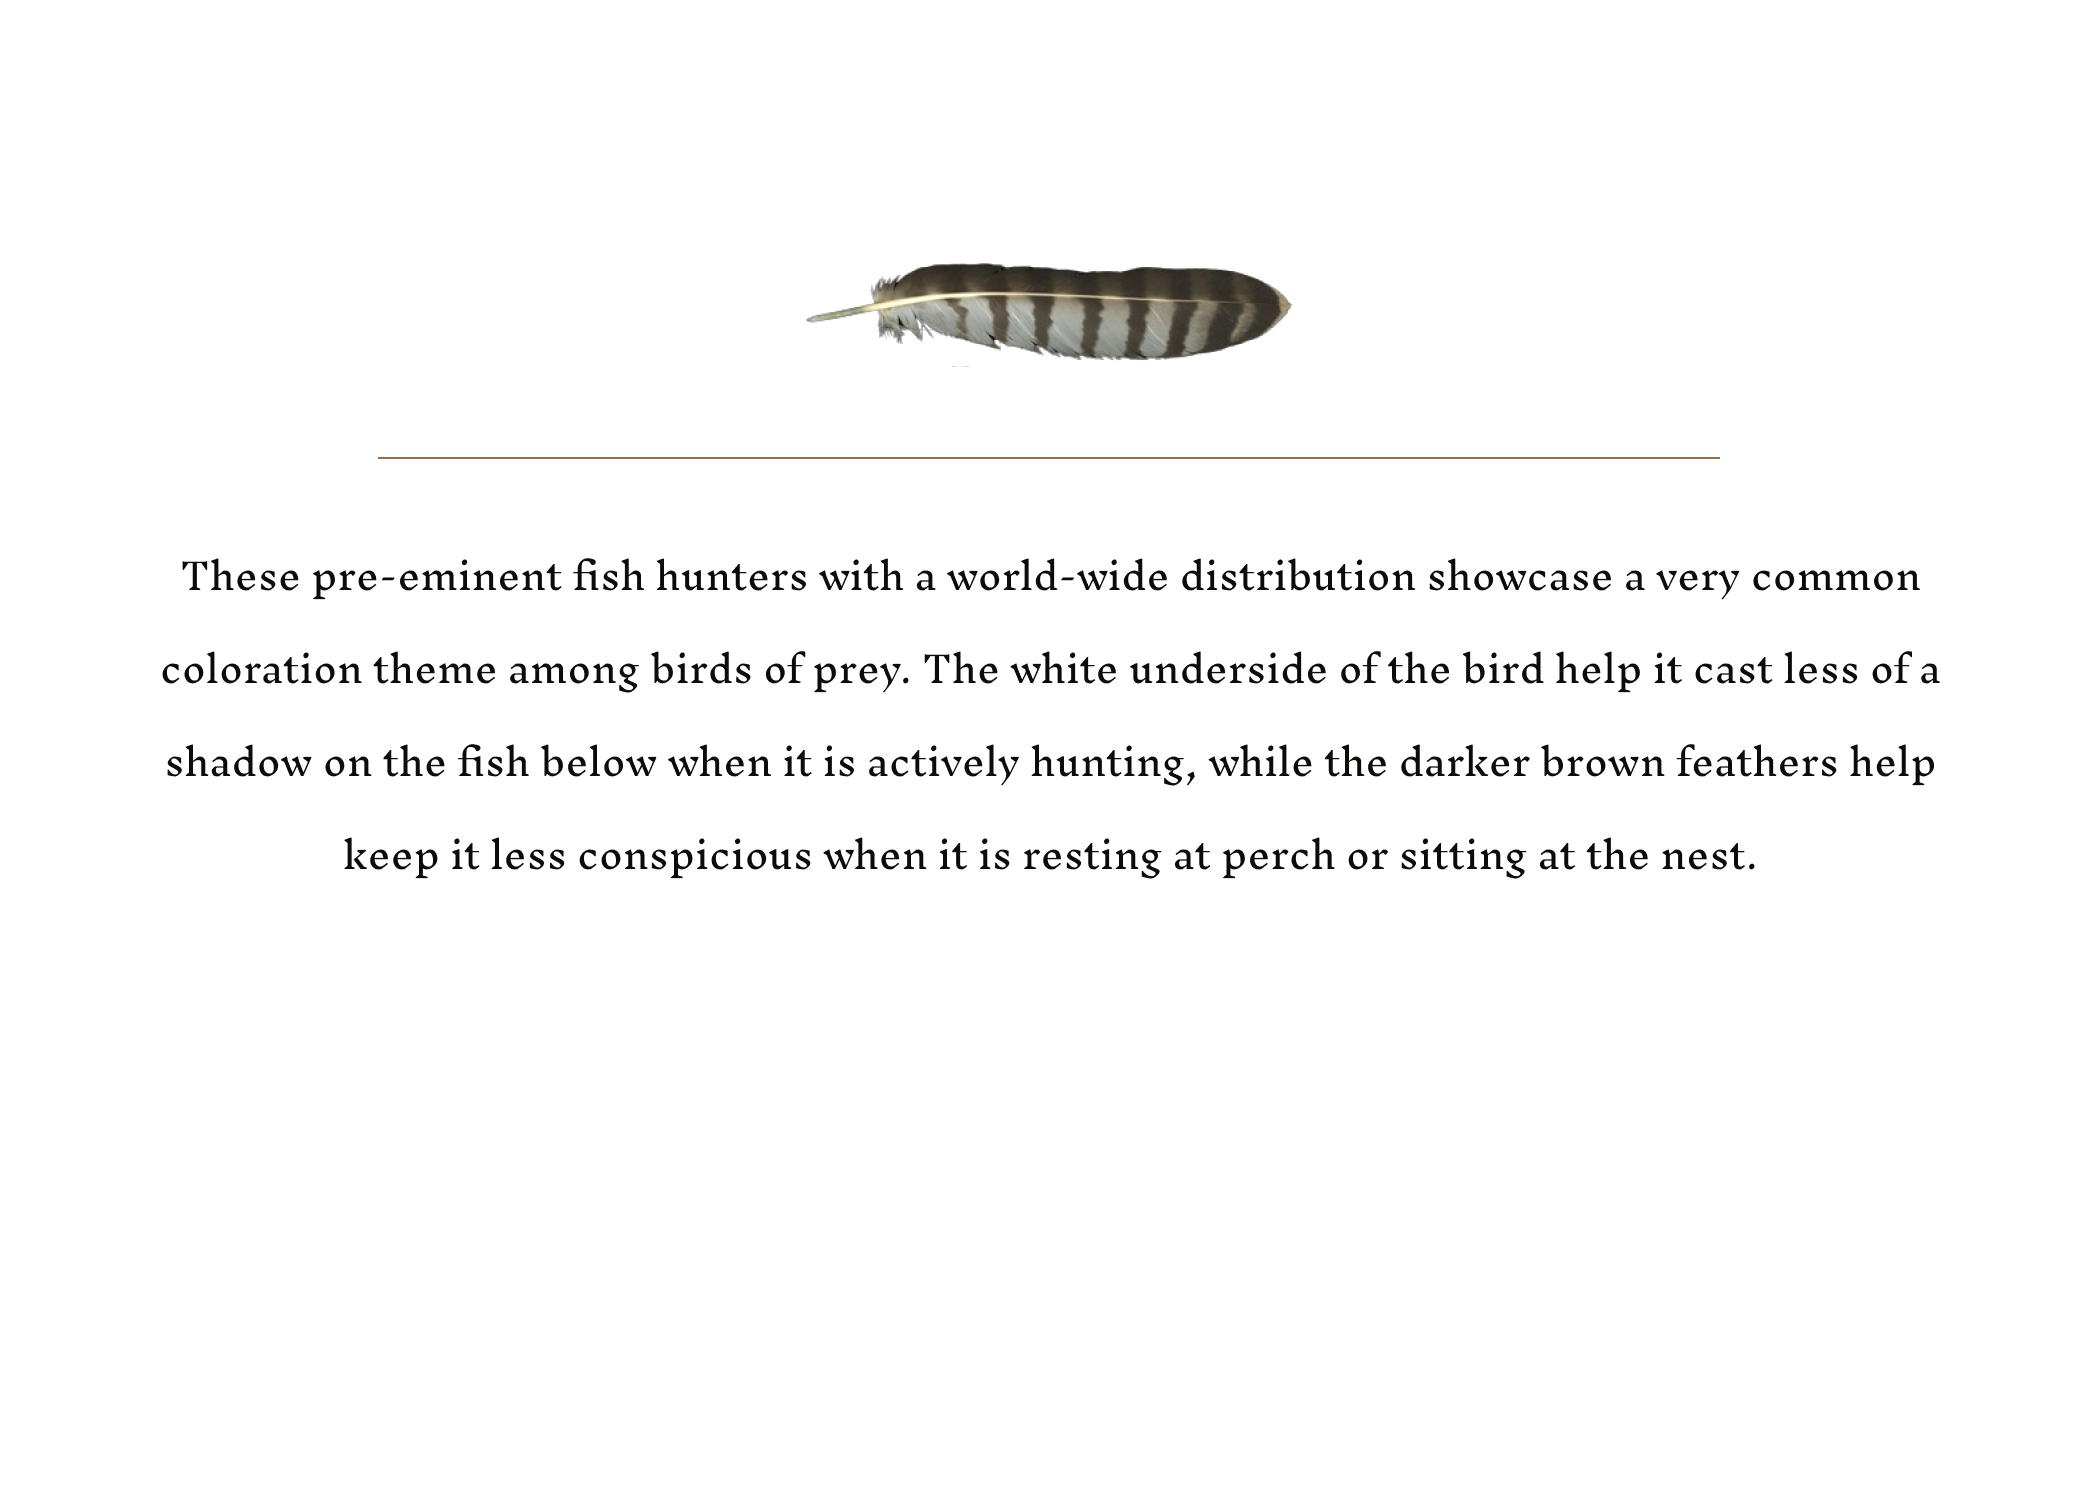 These pre-eminent fish hunters with a world-wide distribution showcase a very common
coloration theme among birds of prey. The white underside of the bird help it cast less of a
shadow on the fish below when it is actively hunting, while the darker brown feathers help
keep it less conspicious when it is resting at perch or sitting at the nest.